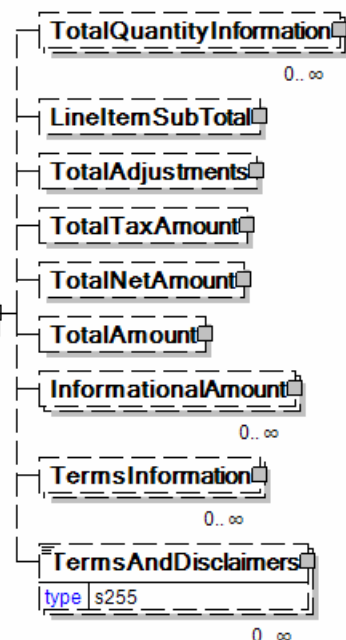 TotalQuantityInformation
0.. ∞
LineItemSubTotal
TotalAdjustments
TotalTaxAmount
TotalNetAmount
TotalAmount
InformationalAmount
0.. ∞
TermsInformation
0.. ∞
TermsAndDisclaimers
type s255
0.. ∞